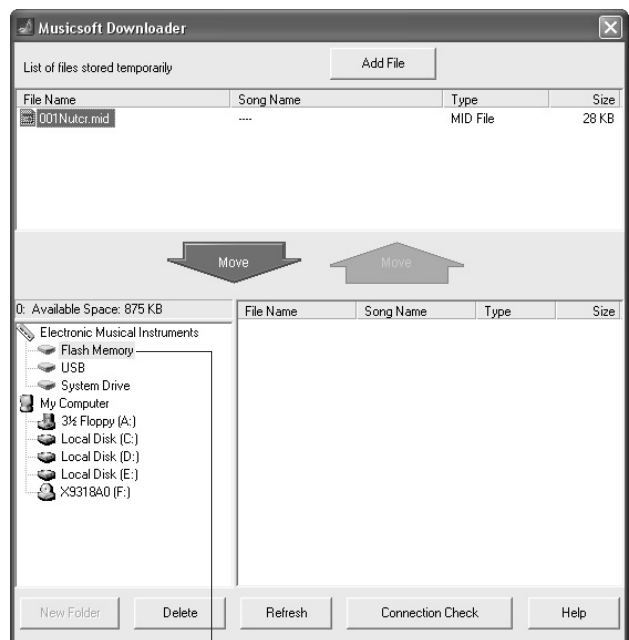 Musicsoft Downloader
List of files stored temporarily
Add File
File Name Song Name Type Size
001Nutcr.mid ---- MID File 28 KB
Move
Move
0: Available Space: 875 KB
File Name Song Name Type Size
Electronic Musical Instruments
Flash Memory
USB
System Drive
My Computer
3½ Floppy (A:)
Local Disk (C:)
Local Disk (D:)
Local Disk (E:)
X9318A0 (F:)
New Folder Delete Refresh Connection Check Help